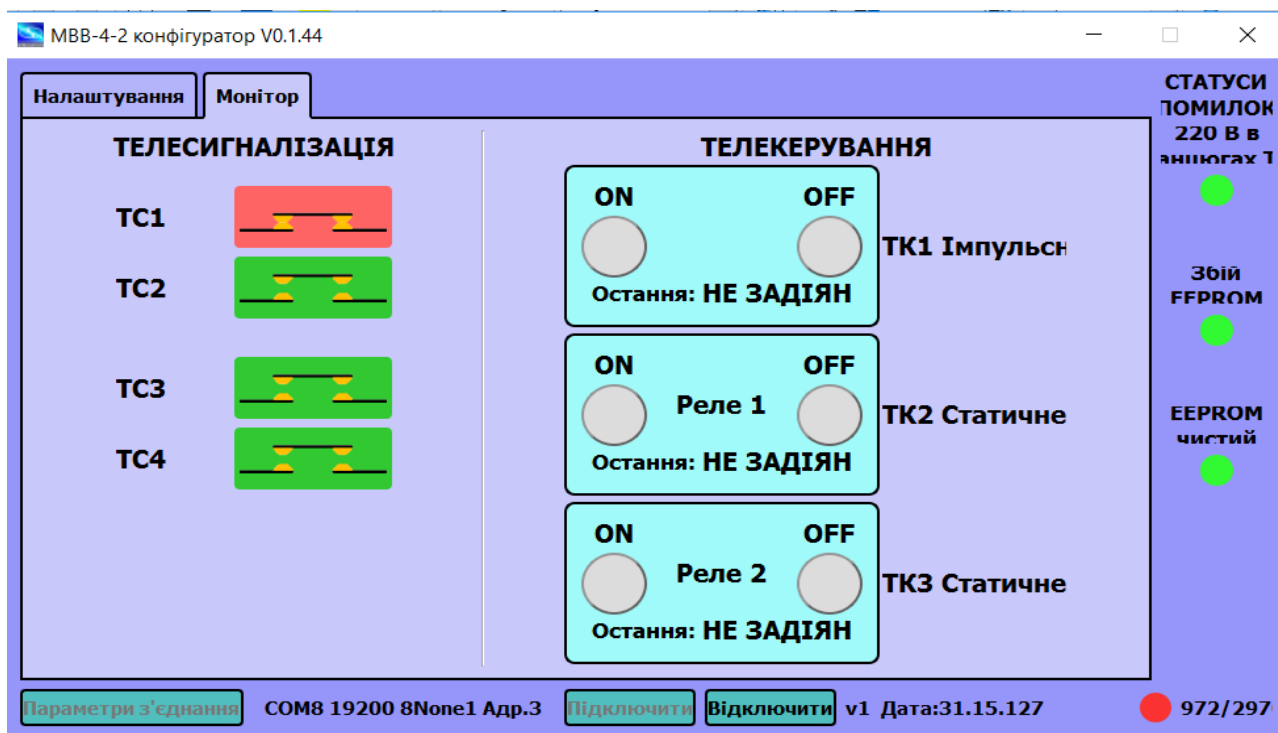 МВВ-4-2 конфігуратор V0.1.44
Налаштування
Монітор
ТЕЛЕСИГНАЛІЗАЦІЯ
ТС1
ТС2
ТС3
ТС4
ТЕЛЕКЕРУВАННЯ
ON OFF
Остання: НЕ ЗАДІЯН
ТК1 Імпульсн
ON OFF
Реле 1
Остання: НЕ ЗАДІЯН
ТК2 Статичне
ON OFF
Реле 2
Остання: НЕ ЗАДІЯН
ТК3 Статичне
СТАТУСИ
ПОМИЛОК
220 В в
анцюгах Т
Збій
EEPROM
EEPROM
чистий
Параметри з'єднання
COM8 19200 8None1 Адр.3
Підключити
Відключити
v1 Дата:31.15.127
972/297